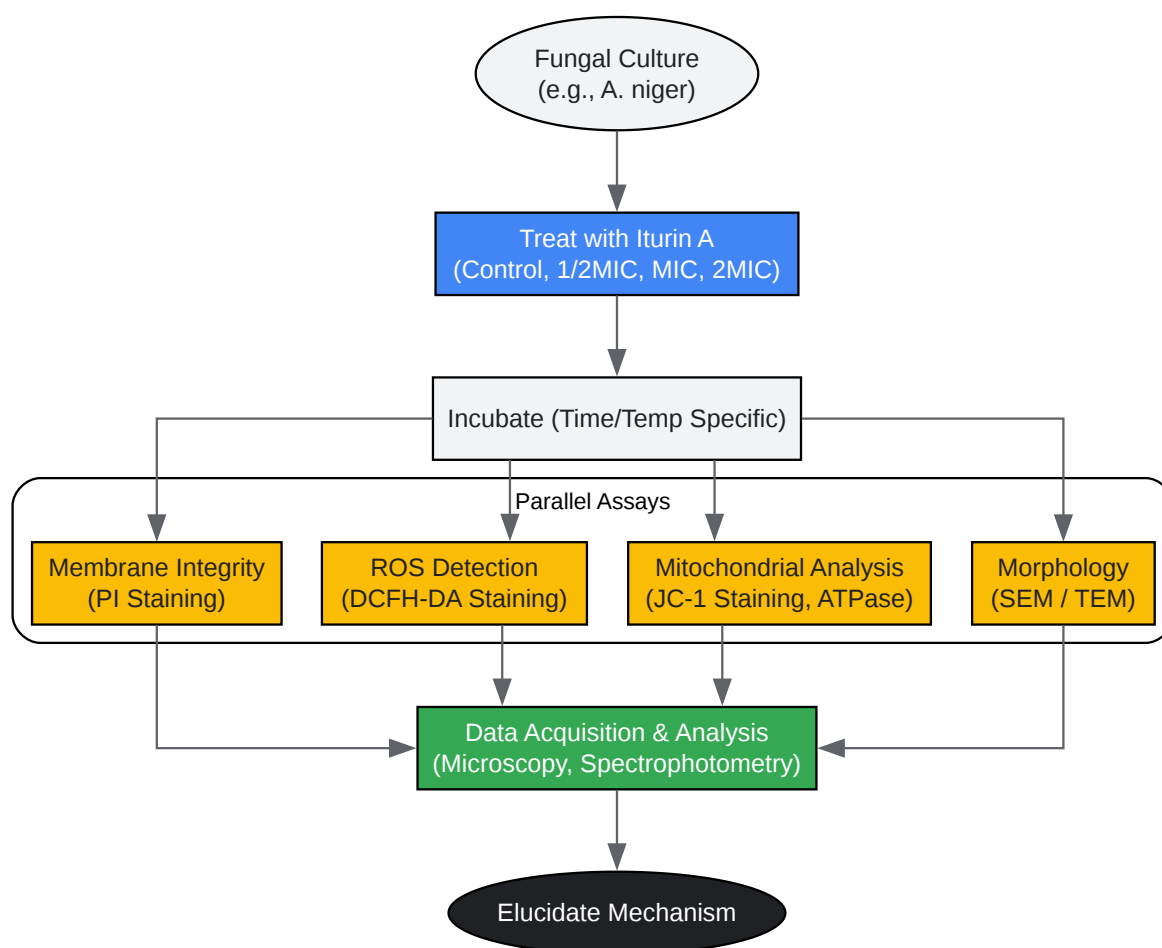 Fungal Culture
(e.g., A. niger)
Treat with Iturin A
(Control, 1/2MIC, MIC, 2MIC)
Incubate (Time/Temp Specific)
Parallel Assays
Membrane Integrity
(PI Staining)
ROS Detection
(DCFH-DA Staining)
Mitochondrial Analysis
(JC-1 Staining, ATPase)
Morphology
(SEM / TEM)
Data Acquisition & Analysis
(Microscopy, Spectrophotometry)
Elucidate Mechanism